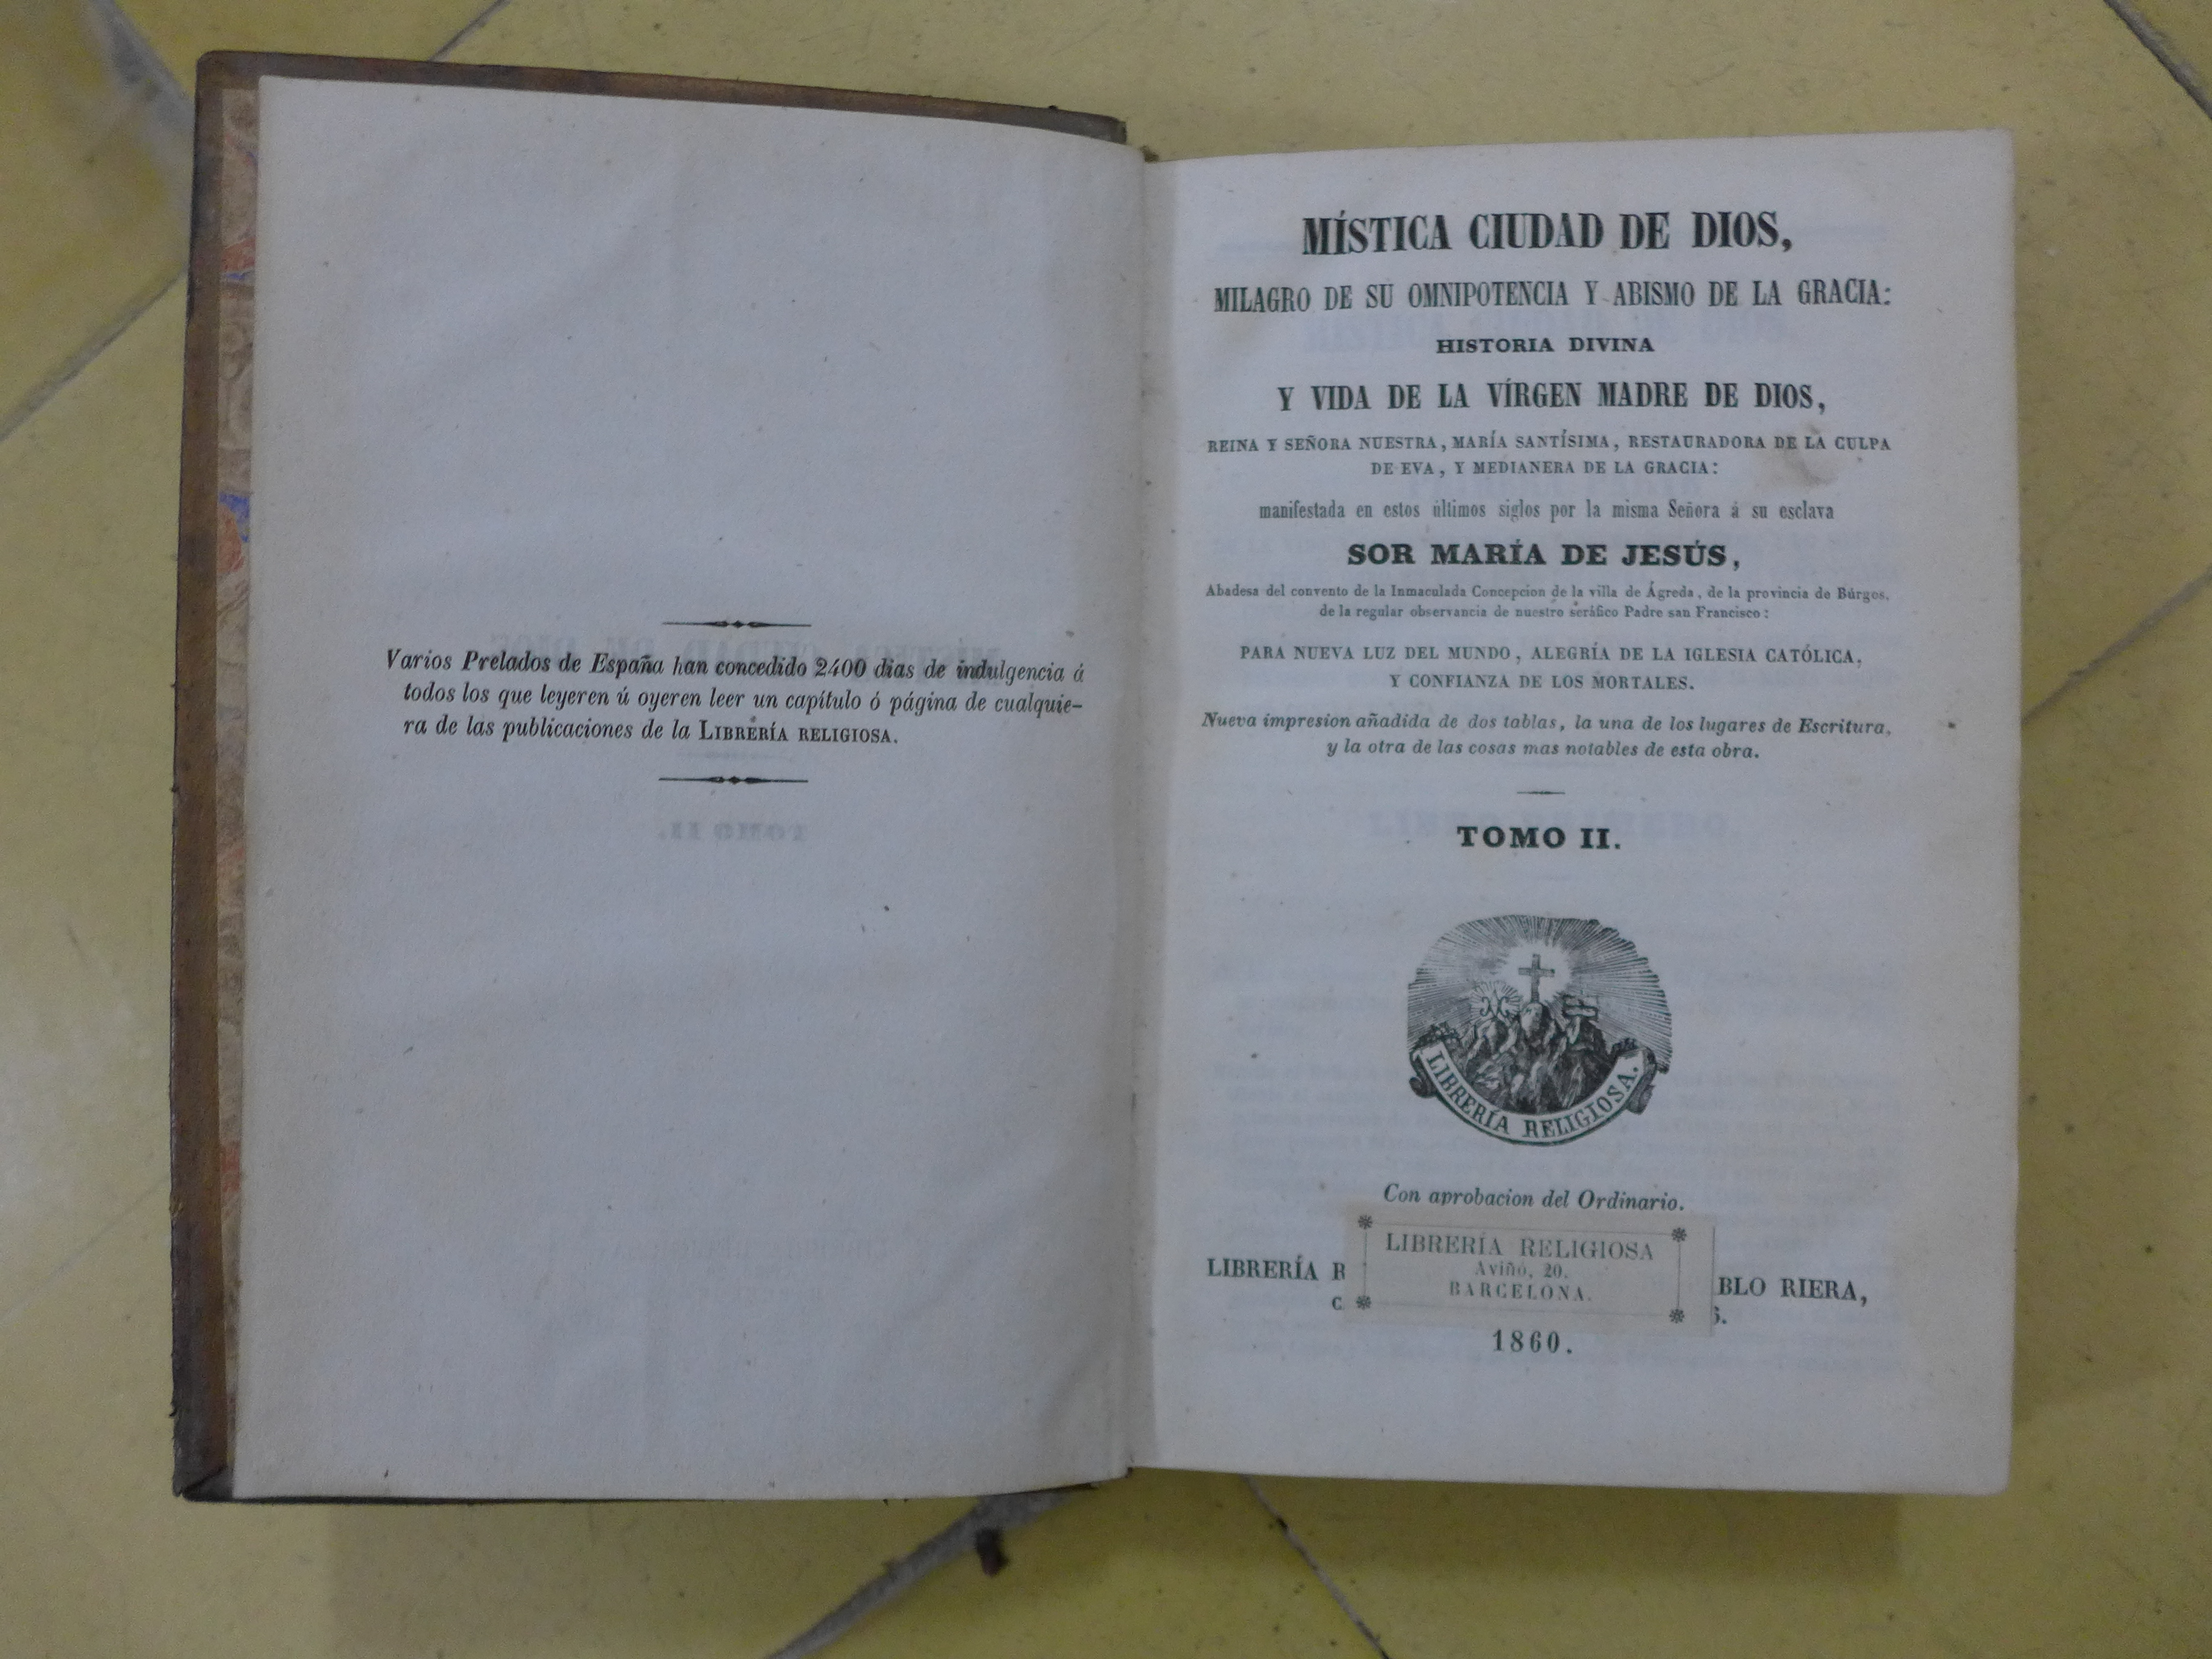 Varios Prelados de España han concedido 2400 dias de indulgencia á
todos los que leyeren ú oyeren leer un capítulo ó página de cualquie-
ra de las publicaciones de la LIBRERÍA RELIGIOSA.
MÍSTICA CIUDAD DE DIOS,
MILAGRO DE SU OMNIPOTENCIA Y ABISMO DE LA GRACIA:
HISTORIA DIVINA
Y VIDA DE LA VÍRGEN MADRE DE DIOS,
REINA Y SEÑORA NUESTRA, MARÍA SANTÍSIMA, RESTAURADORA DE LA CULPA
DE EVA, Y MEDIANERA DE LA GRACIA:
manifestada en estos últimos siglos por la misma Señora á su esclava
SOR MARÍA DE JESÚS,
Abadesa del convento de la Inmaculada Concepcion de la villa de Ágreda, de la provincia de Búrgos,
de la regular observancia de nuestro seráfico Padre san Francisco:
PARA NUEVA LUZ DEL MUNDO, ALEGRÍA DE LA IGLESIA CATÓLICA,
Y CONFIANZA DE LOS MORTALES.
Nueva impresion añadida de dos tablas, la una de los lugares de Escritura,
y la otra de las cosas mas notables de esta obra.
TOMO II.
LIBRERÍA RELIGIOSA.
Con aprobacion del Ordinario.
LIBRERÍA RELIGIOSA
Aviñó, 20.
BARCELONA.
LIBRERÍA R BLO RIERA,
C
1860.